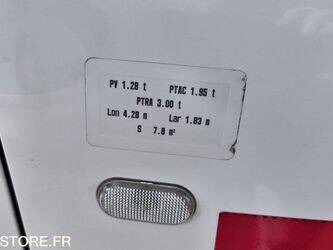 PV 1.28 t PTAC 1.95 t
PTRA 3.00 t
Lon 4.28 m Lar 1.83 m
S 7.8 m²
STORE.FR